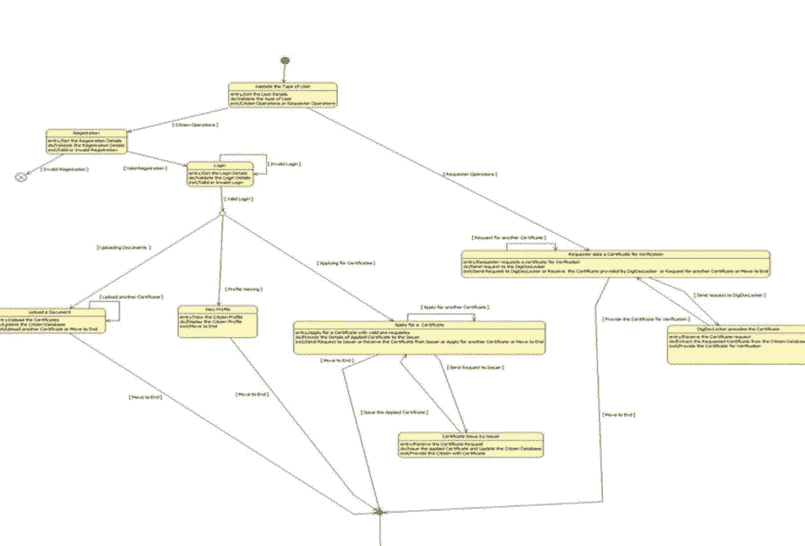 Validate the Type of User
entry/Get the User Details
do/Validate the Type of User
exit/Citizen Operations or Requester Operations
[ Citizen Operations ]
Registration
entry/Get the Registration Details
do/Validate the Registration Details
exit/Valid or Invalid Registration
[ Invalid Registration ]
[Valid Registration ]
Login
entry/Get the Login Details
do/Validate the Login Details
exit/Valid or Invalid Login
[ Invalid Login ]
[ Valid Login ]
[ Requester Operations ]
[ Uploading Documents ]
[ Profile Viewing ]
[ Applying for Certificates ]
[ Request for another Certificate ]
Requester asks a Certificate for Verification
entry/Requester requests a certificate for Verification
do/Send request to the DigiDocLocker
exit/Send Request to DigiDocLocker or Receive the Certificate provided by DigiDocLocker or Request for another Certificate or Move to End
[ Upload another Certificate ]
Upload a Document
entry/Upload the Certificates
do/Update the Citizen Database
exit/Upload another Certificate or Move to End
View Profile
entry/View the Citizen Profile
do/Display the Citizen Profile
exit/Move to End
[ Apply for another Certificate ]
Apply for a Certificate
entry/Apply for a Certificate with valid pre-requisites
do/Provide the Details of Applied Certificate to the Issuer
exit/Send Request to Issuer or Receive the Certificate from Issuer or Apply for another Certificate or Move to End
[ Send request to DigiDocLocker ]
[ Provide the Certificate for Verification ]
DigiDocLocker provides the Certificate
entry/Receive the Certificate request
do/Extract the Requested Certificate from the Citizen Database
exit/Provide the Certificate for Verification
[ Move to End ]
[ Send Request to Issuer ]
[ Move to End ]
[ Move to End ]
[ Issue the Applied Certificate ]
[ Move to End ]
Certificate Issue by Issuer
entry/Receive the Certificate Request
do/Issue the Applied Certificate and Update the Citizen Database
exit/Provide the Citizen with Certificate